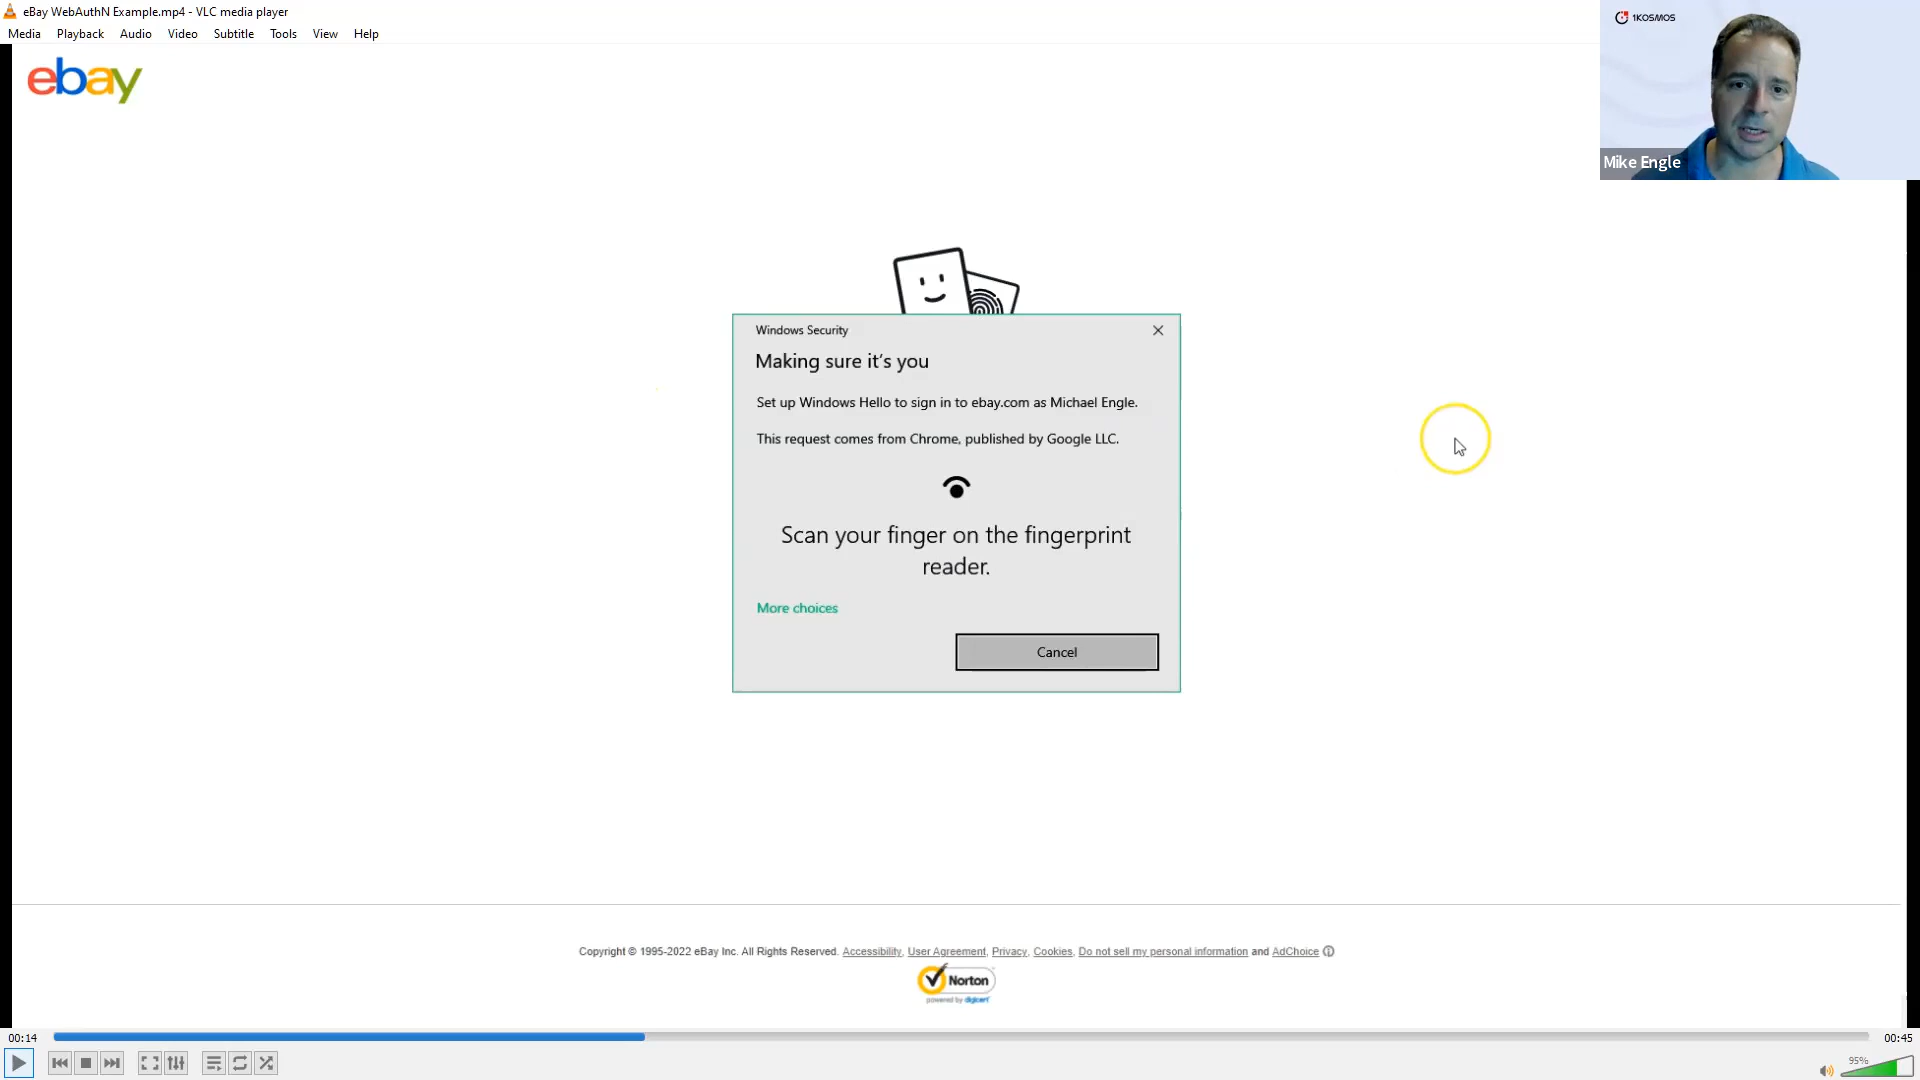 eBay WebAuthN Example.mp4 - VLC media player
Media Playback Audio Video Subtitle Tools View Help
1KOSMOS
Mike Engle
ebay
Windows Security
Making sure it's you
Set up Windows Hello to sign in to ebay.com as Michael Engle.
This request comes from Chrome, published by Google LLC.
Scan your finger on the fingerprint
reader.
More choices
Cancel
Copyright © 1995-2022 eBay Inc. All Rights Reserved. Accessibility, User Agreement, Privacy, Cookies, Do not sell my personal information and AdChoice
Norton
powered by digicert
00:14
00:45
95%